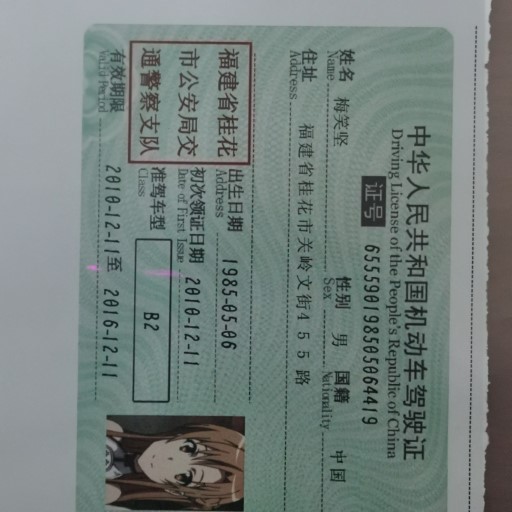 中华人民共和国机动车驾驶证
Driving License of the People's Republic of China
证号 655590198505064419
姓名 梅笑坚 性别 男 国籍 中国
Name Sex Nationality
住址 福建省桂花市关岭文街455路
Address
福建省桂花
市公安局交
通警察支队
出生日期 1985-05-06
Address
初次领证日期 2010-12-11
Date of First Issue
准驾车型 B2
Class
有效期限 2010-12-11至 2016-12-11
Valid Period